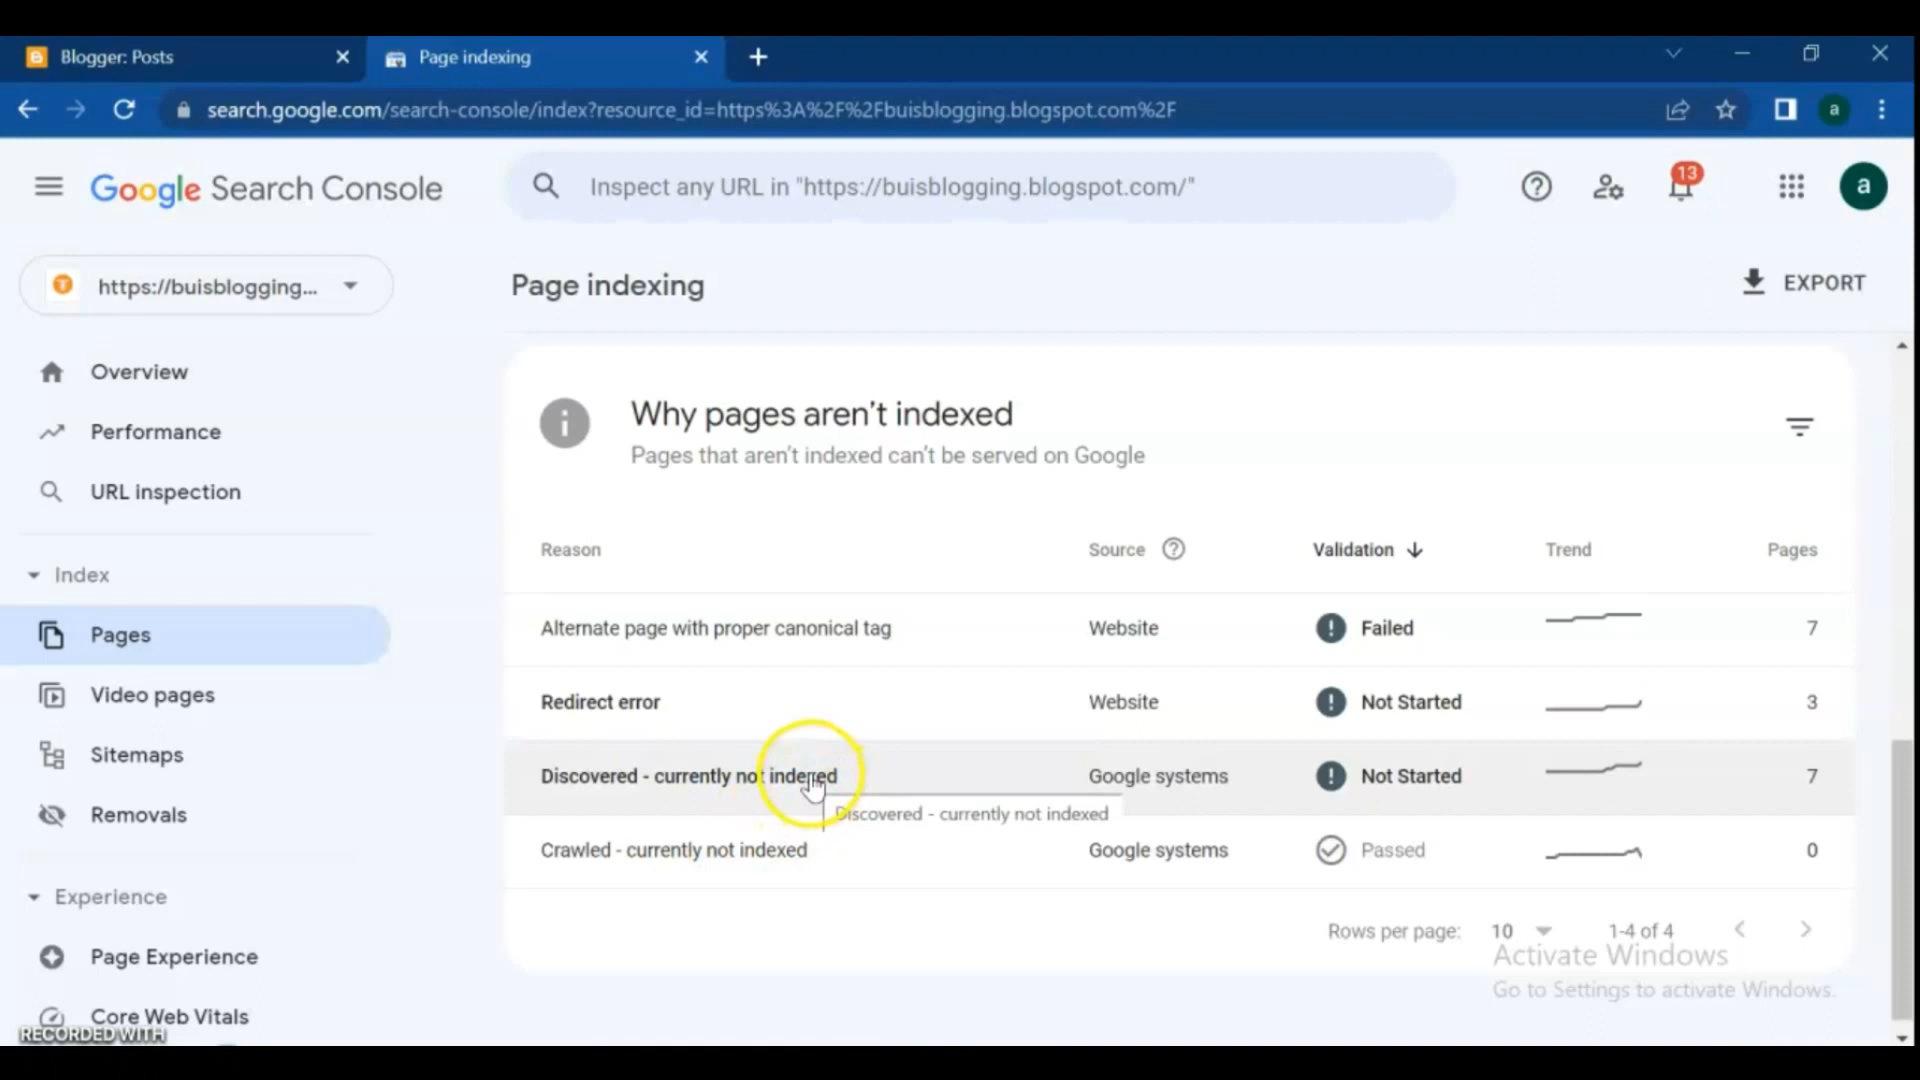 Blogger: Posts
Page indexing
search.google.com/search-console/index?resource_id=https%3A%2F%2Fbuisblogging.blogspot.com%2F
a
Google Search Console
Inspect any URL in "https://buisblogging.blogspot.com/"
13
a
https://buisblogging...
Page indexing
EXPORT
Overview
Performance
URL inspection
Index
Pages
Video pages
Sitemaps
Removals
Experience
Page Experience
Core Web Vitals
RECORDED WITH
Why pages aren't indexed
Pages that aren't indexed can't be served on Google
Reason Source Validation Trend Pages
Alternate page with proper canonical tag Website Failed 7
Redirect error Website Not Started 3
Discovered - currently not indexed Google systems Not Started 7
Discovered - currently not indexed
Crawled - currently not indexed Google systems Passed 0
Rows per page: 10 1-4 of 4
Activate Windows
Go to Settings to activate Windows.